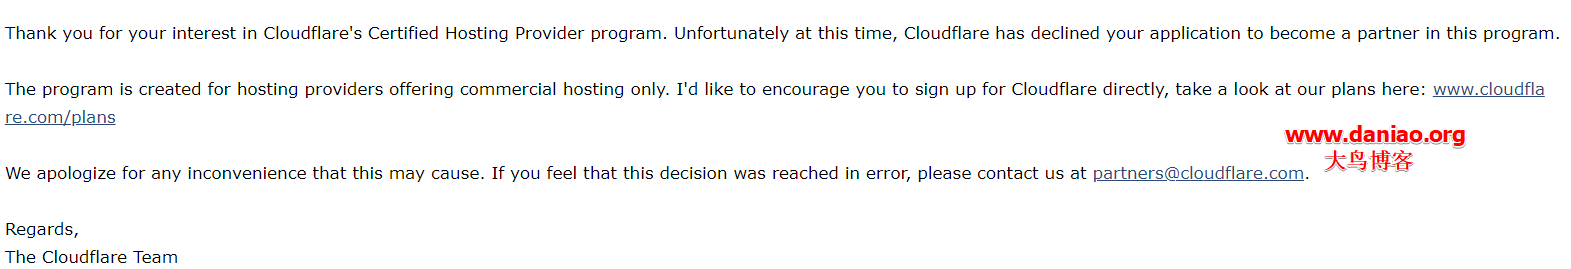 Thank you for your interest in Cloudflare's Certified Hosting Provider program. Unfortunately at this time, Cloudflare has declined your application to become a partner in this program.
The program is created for hosting providers offering commercial hosting only. I'd like to encourage you to sign up for Cloudflare directly, take a look at our plans here: www.cloudfla
re.com/plans
www.daniao.org
大鸟博客
We apologize for any inconvenience that this may cause. If you feel that this decision was reached in error, please contact us at partners@cloudflare.com.
Regards,
The Cloudflare Team